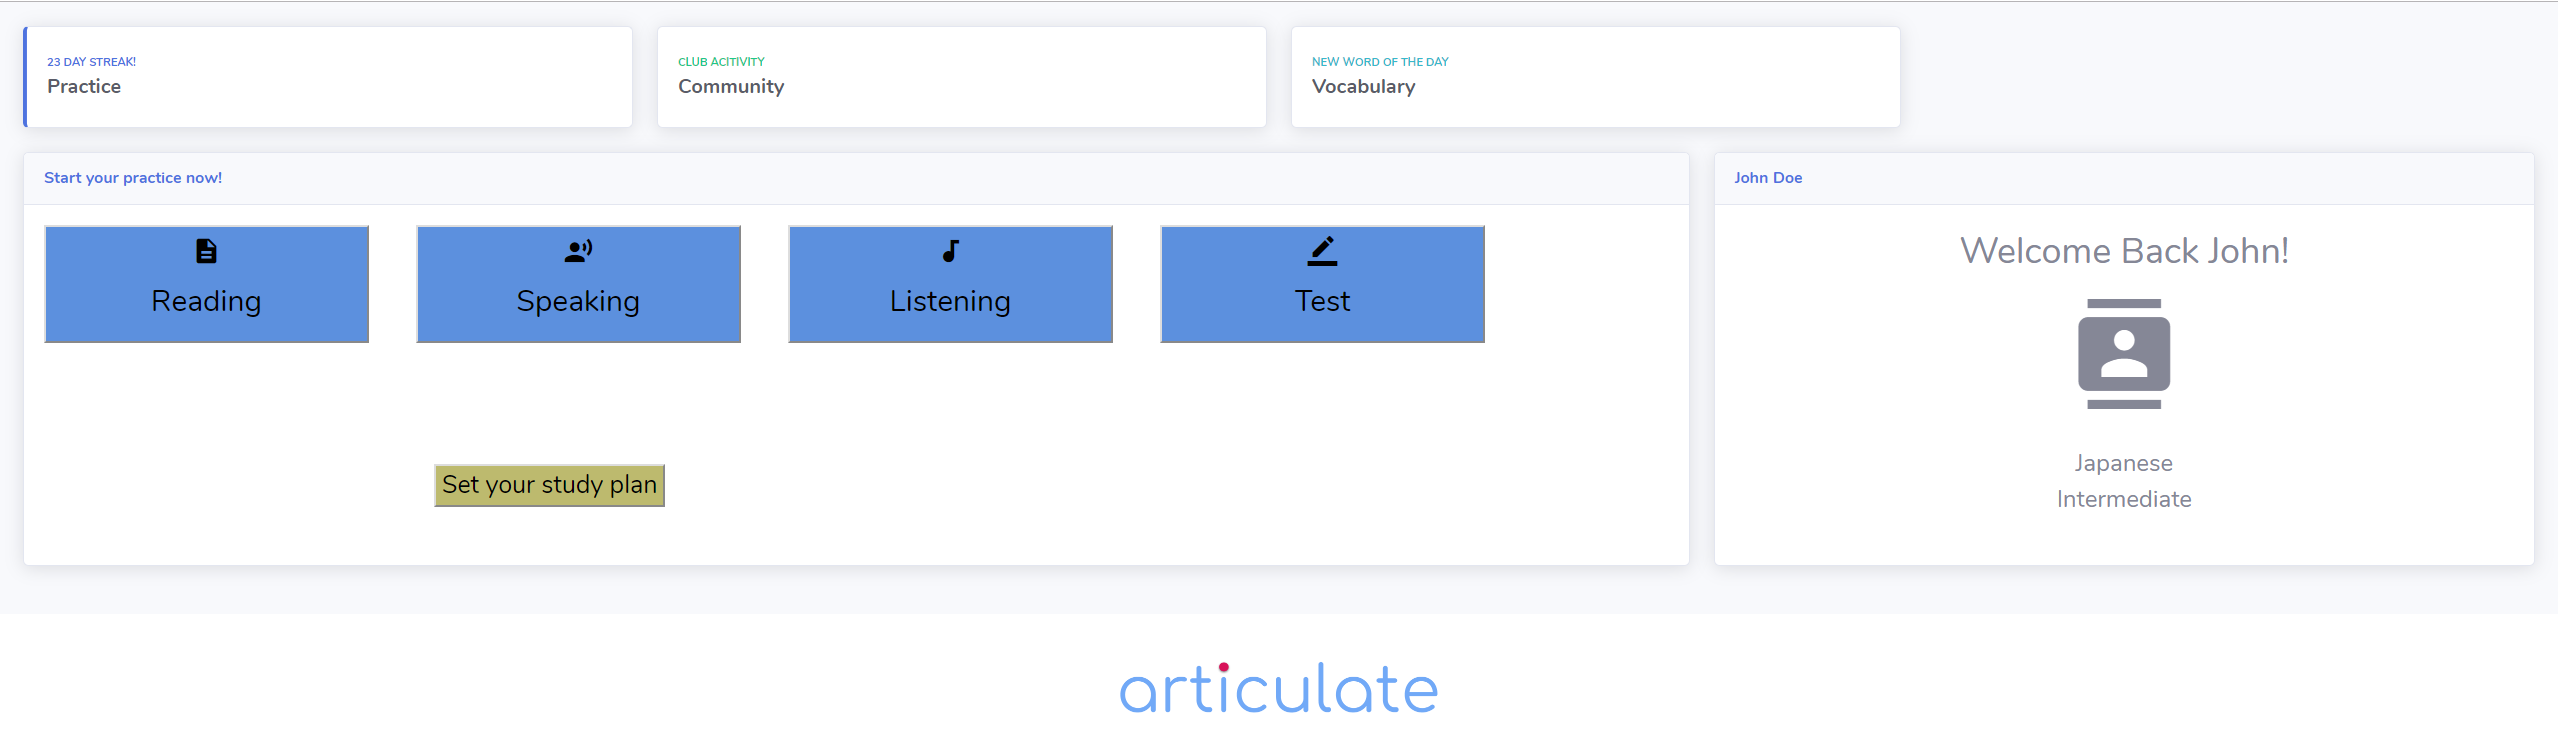 23 DAY STREAK!
Practice
CLUB ACITIVITY
Community
NEW WORD OF THE DAY
Vocabulary
Start your practice now!
Reading
Speaking
Listening
Test
Set your study plan
John Doe
Welcome Back John!
Japanese
Intermediate
articulate